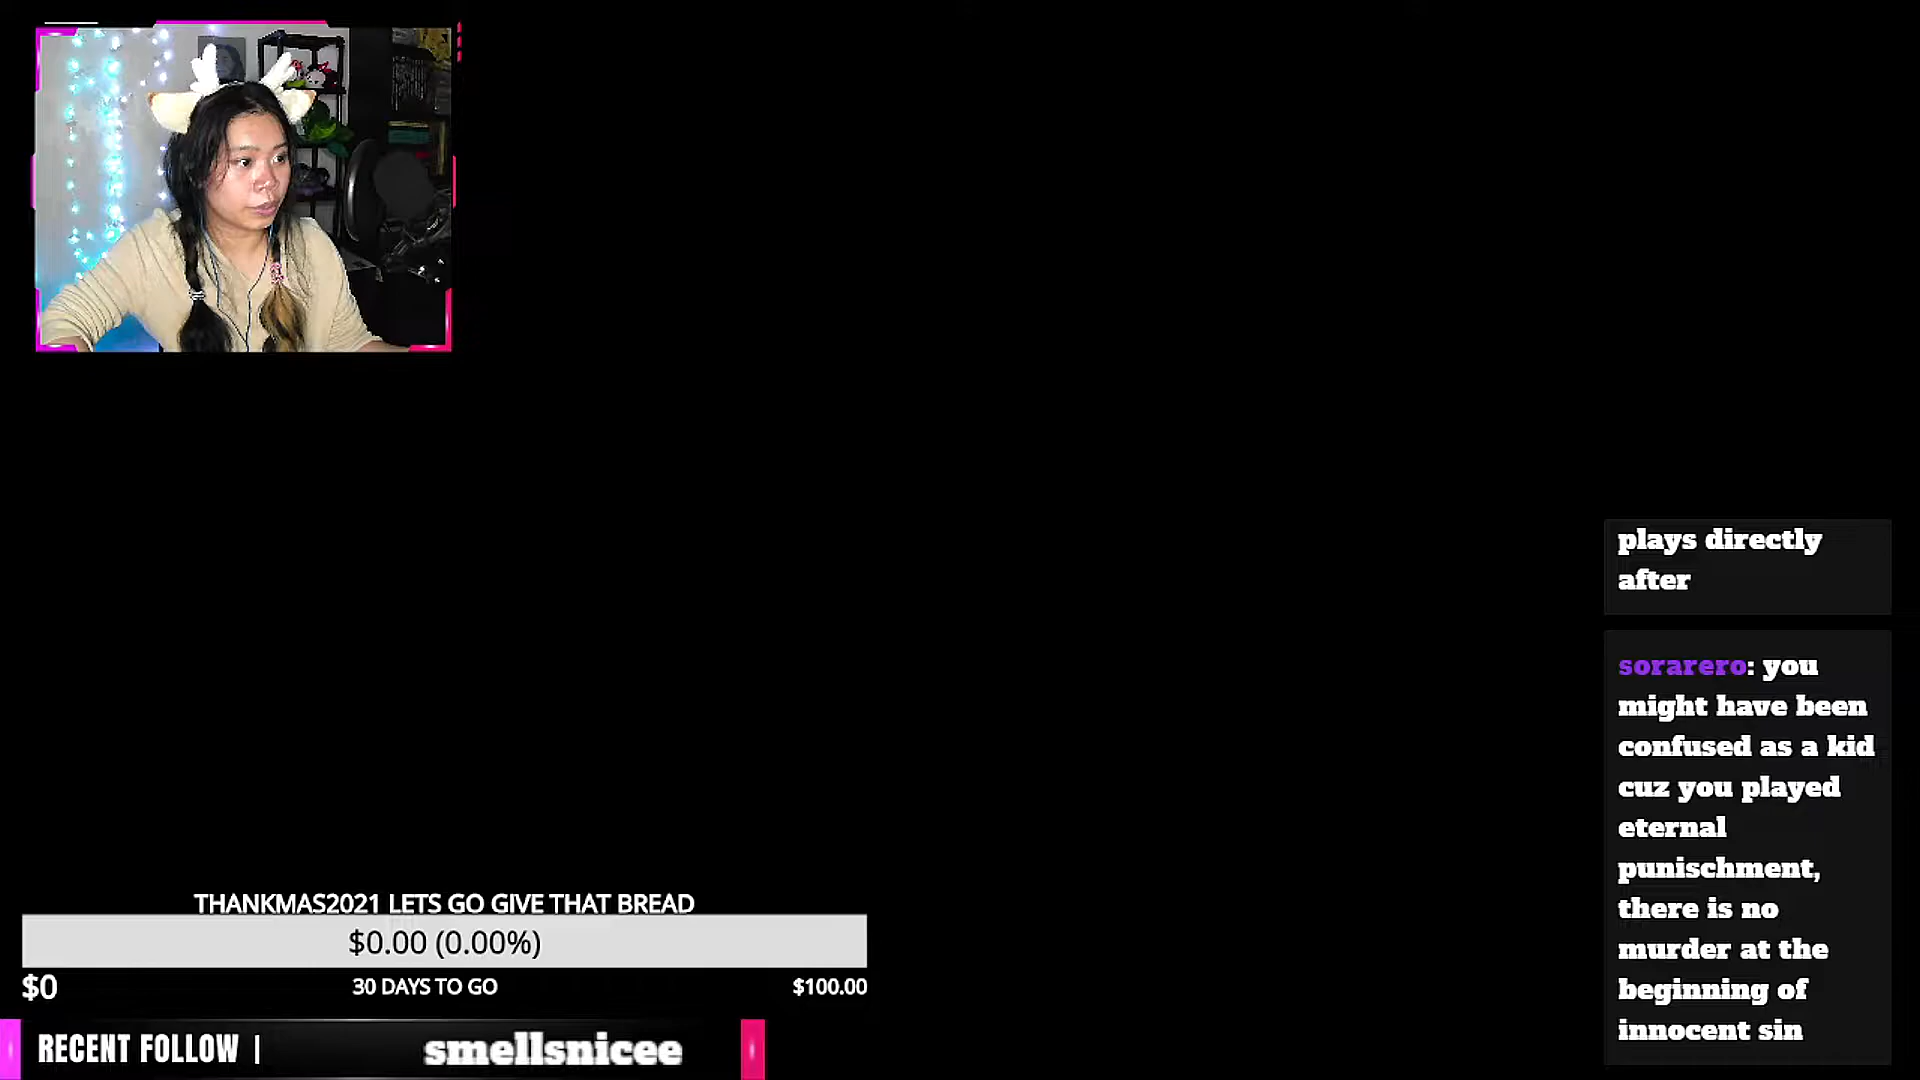 plays directly
after
sorarero: you
might have been
confused as a kid
cuz you played
eternal
punischment,
there is no
murder at the
beginning of
innocent sin
THANKMAS2021 LETS GO GIVE THAT BREAD
$0.00 (0.00%)
$0 30 DAYS TO GO $100.00
RECENT FOLLOW | smellsnicee